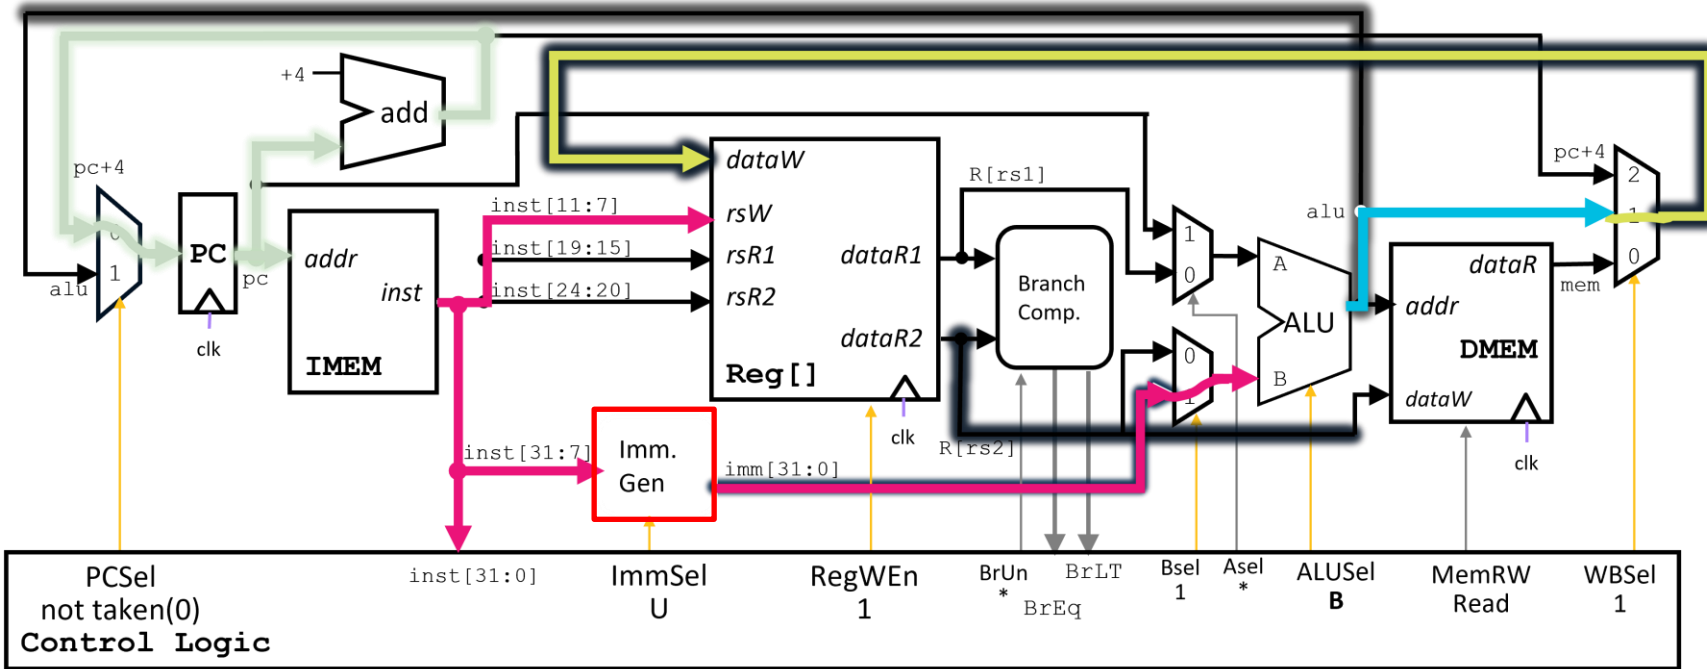 +4
add
pc+4
0
1
alu
PC
pc
clk
addr
inst
IMEM
inst[11:7]
inst[19:15]
inst[24:20]
dataW
rsW
rsR1
rsR2
dataR1
dataR2
Reg[]
clk
R[rs1]
R[rs2]
Branch
Comp.
1
0
0
1
A
B
ALU
alu
addr
dataR
DMEM
dataW
clk
mem
pc+4
2
1
0
inst[31:7]
Imm.
Gen
imm[31:0]
PCSel
not taken(0)
inst[31:0]
ImmSel
U
RegWEn
1
BrUn
*
BrEq
BrLT
Bsel
1
Asel
*
ALUSel
B
MemRW
Read
WBSel
1
Control Logic